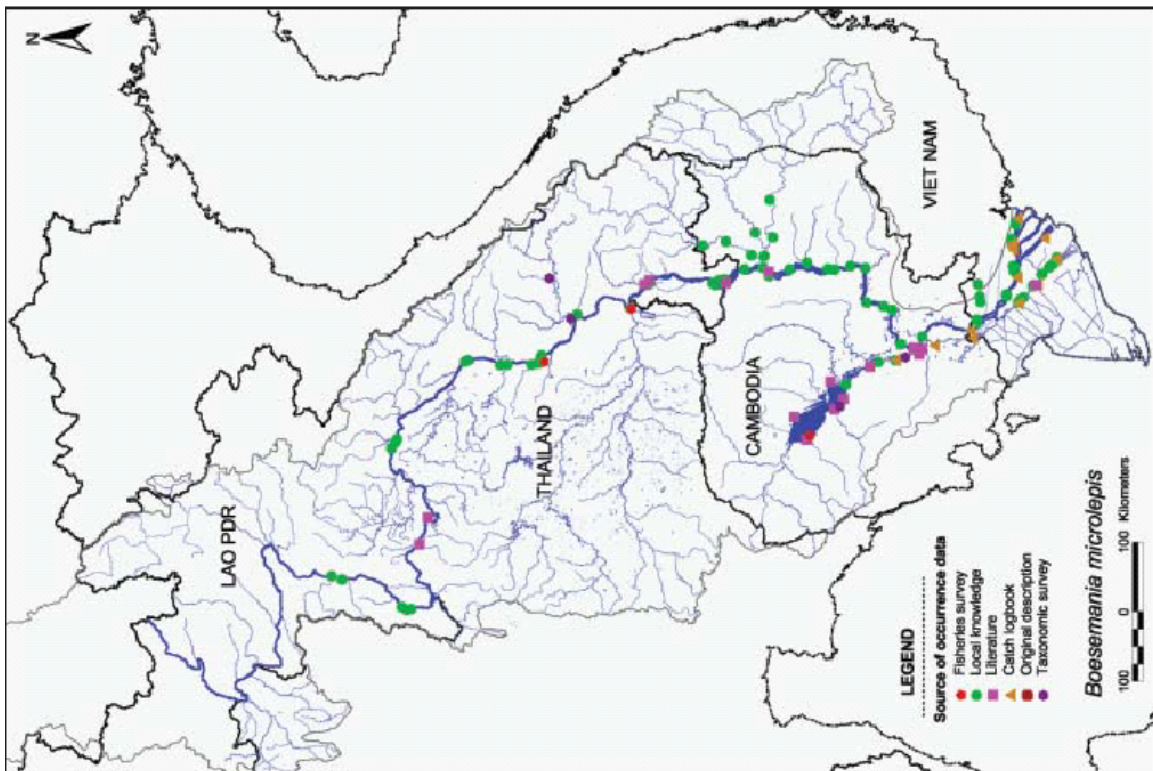 N
LAO PDR
THAILAND
CAMBODIA
VIET NAM
LEGEND
Source of occurrence data
Fisheries survey
Local knowledge
Literature
Catch logbook
Original description
Taxonomic survey
Boesemania microlepis
100 0 100 Kilometers